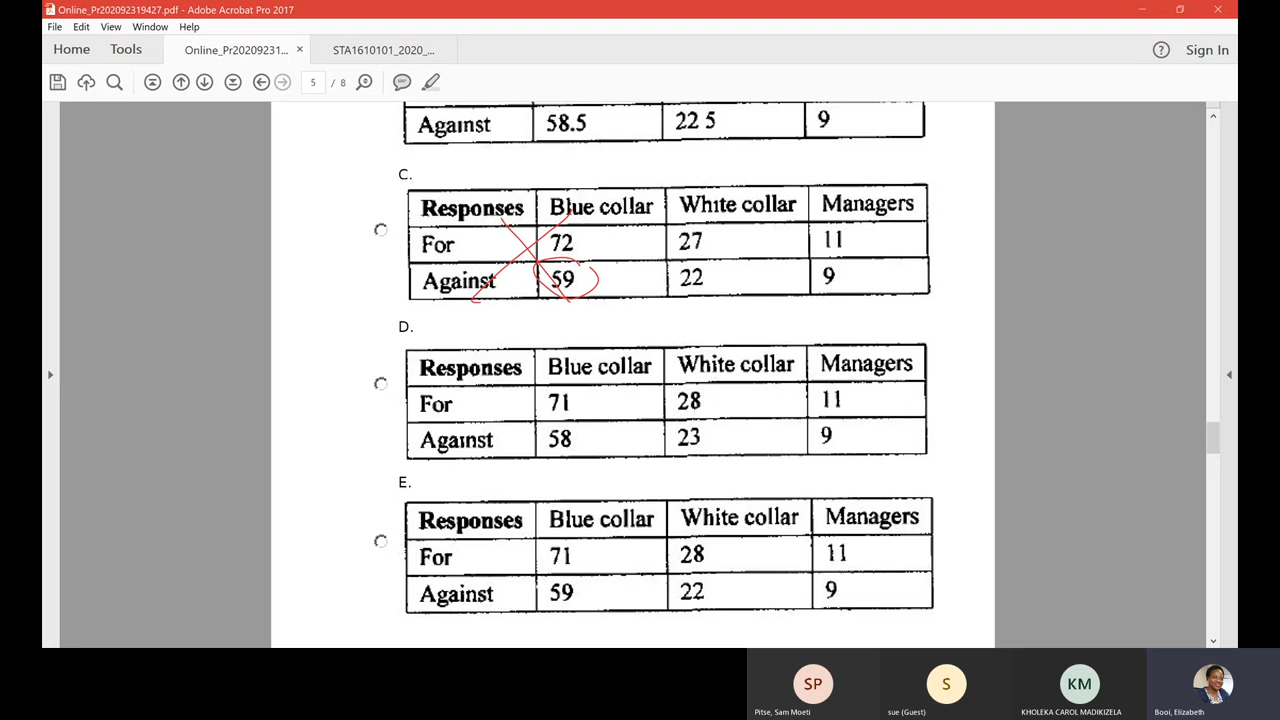 Online_Pr202092319427.pdf - Adobe Acrobat Pro 2017
File Edit View Window Help
Home Tools Online_Pr20209231... × STA1610101_2020_... Sign In
5 / 8
Against 58.5 22 5 9
C.
Responses Blue collar White collar Managers
For 72 27 11
Against 59 22 9
D.
Responses Blue collar White collar Managers
For 71 28 11
Against 58 23 9
E.
Responses Blue collar White collar Managers
For 71 28 11
Against 59 22 9
SP S KM
Pitse, Sam Moeti sue (Guest) KHOLEKA CAROL MADIKIZELA Booi, Elizabeth